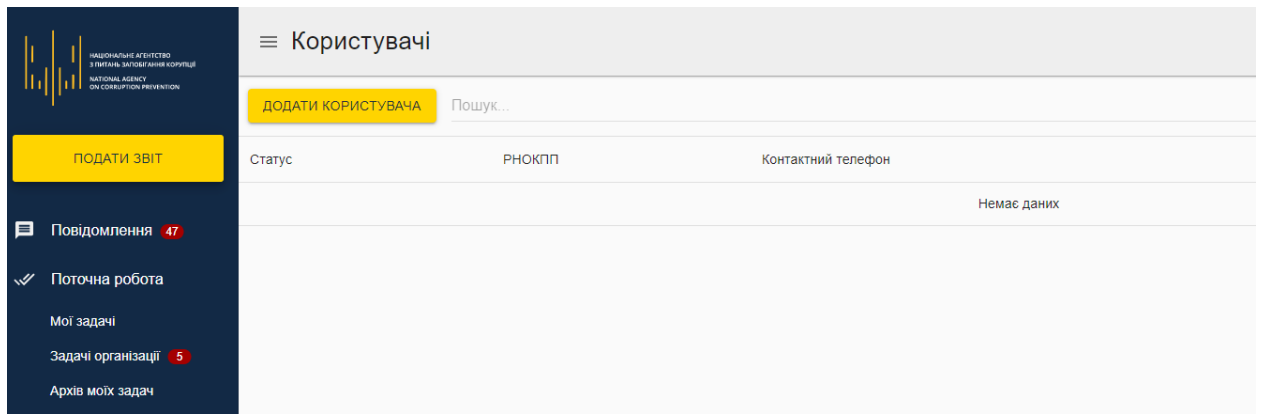 НАЦІОНАЛЬНЕ АГЕНТСТВО
З ПИТАНЬ ЗАПОБІГАННЯ КОРУПЦІЇ
NATIONAL AGENCY
ON CORRUPTION PREVENTION
ПОДАТИ ЗВІТ
Повідомлення 47
Поточна робота
Мої задачі
Задачі організації 5
Архів моїх задач
Користувачі
ДОДАТИ КОРИСТУВАЧА Пошук...
Статус РНОКПП Контактний телефон
Немає даних